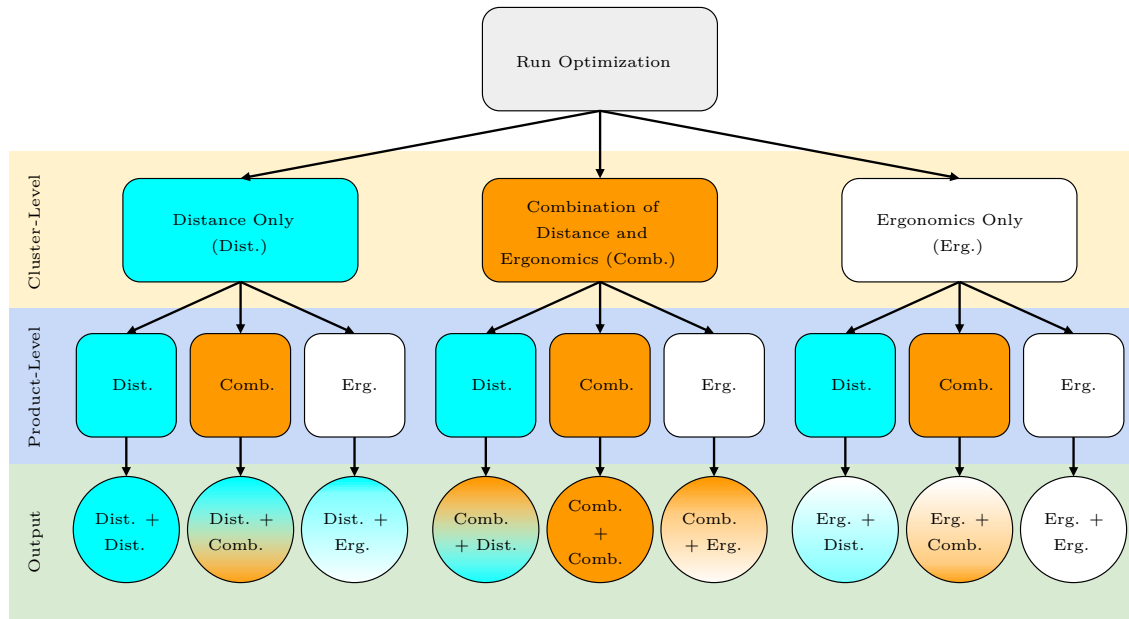 Run Optimization
Cluster-Level
Distance Only
(Dist.)
Combination of
Distance and
Ergonomics (Comb.)
Ergonomics Only
(Erg.)
Product-Level
Dist.
Comb.
Erg.
Dist.
Comb.
Erg.
Dist.
Comb.
Erg.
Output
Dist. +
Dist.
Dist. +
Comb.
Dist. +
Erg.
Comb.
+ Dist.
Comb.
+
Comb.
Comb.
+ Erg.
Erg. +
Dist.
Erg. +
Comb.
Erg. +
Erg.